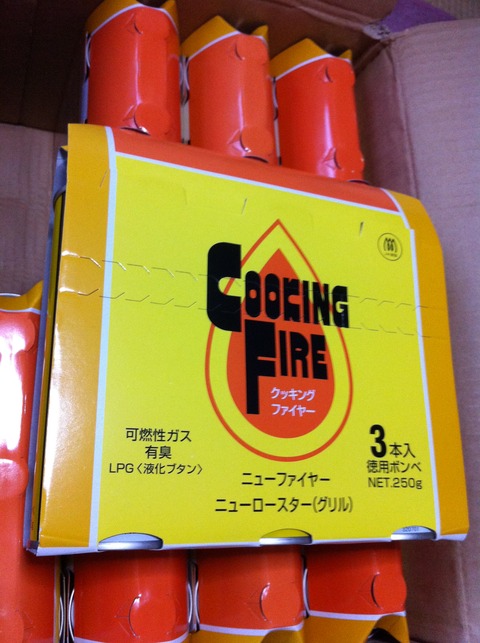 COOKING
FIRE
クッキング
ファイヤー
可燃性ガス
有臭
LPG〈液化ブタン〉
3本入
徳用ボンベ
NET.250g
ニューファイヤー
ニューロースター(グリル)